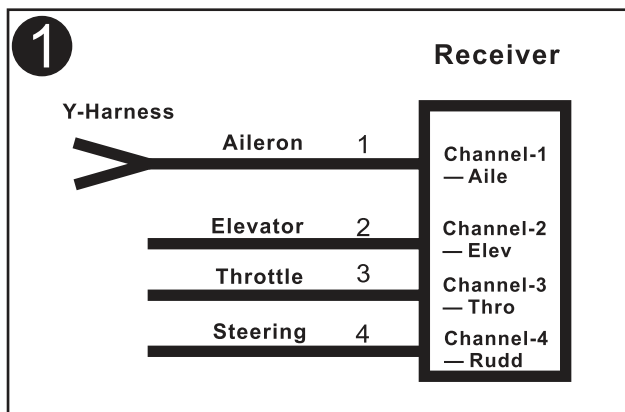 1
Receiver
Y-Harness
Aileron 1
Channel-1
— Aile
Elevator 2
Channel-2
— Elev
Throttle 3
Channel-3
— Thro
Steering 4
Channel-4
— Rudd